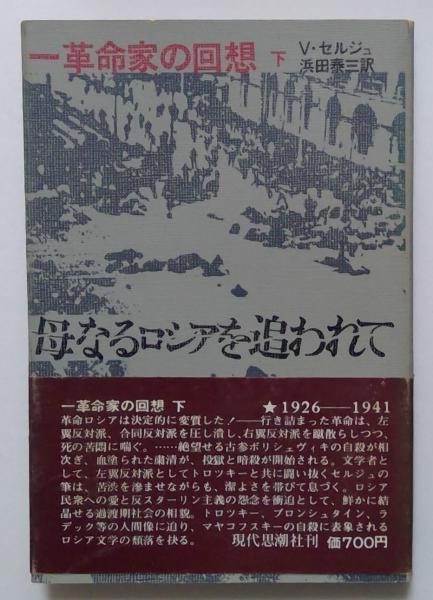 一革命家の回想 下
V・セルジュ
浜田泰三訳
母なるロシアを追われて
一革命家の回想 下 ★1926――1941
革命ロシアは決定的に変質した！――行き詰まった革命は、左
翼反対派、合同反対派を圧し潰し、右翼反対派を蹴散らしつつ、
死の苦悶に喘ぐ。……絶望せる古参ボリシェヴィキの自殺が相
次ぎ、血塗られた粛清が、投獄と暗殺が開始される。文学者と
して、左翼反対派としてトロツキーと共に闘い抜くセルジュの
筆は、苦渋を滲ませながらも、潔よさを帯びて息づく。ロシア
民衆への愛と反スターリン主義の怨念を衝迫として、鮮かに結
晶せる過渡期社会の相貌。トロツキー、ブロンシュタイン、ラ
デック等の人間像に迫り、マヤコフスキーの自殺に表象される
ロシア文学の頽落を抉る。 現代思潮社刊 価700円